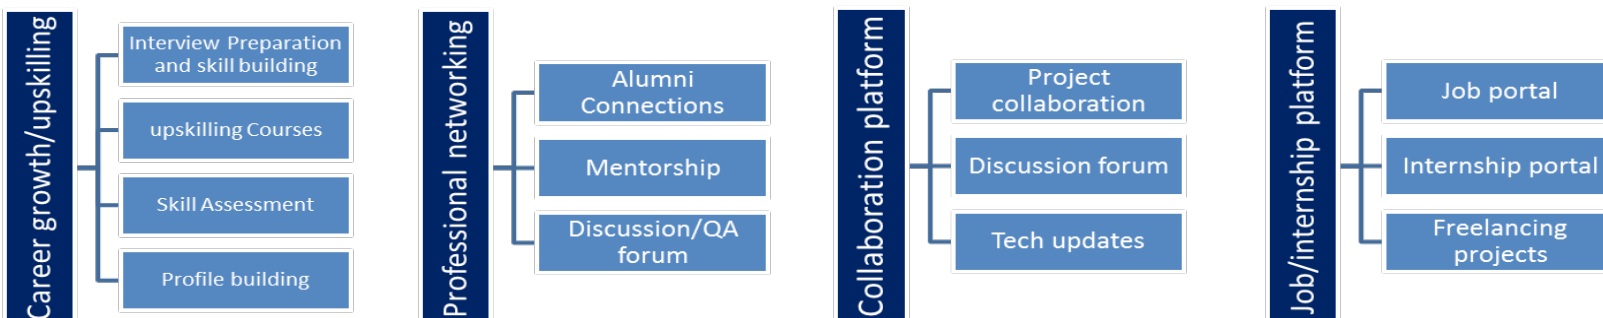 Career growth/upskilling
Interview Preparation
and skill building
upskilling Courses
Skill Assessment
Profile building
Professional networking
Alumni
Connections
Mentorship
Discussion/QA
forum
Collaboration platform
Project
collaboration
Discussion forum
Tech updates
Job/internship platform
Job portal
Internship portal
Freelancing
projects